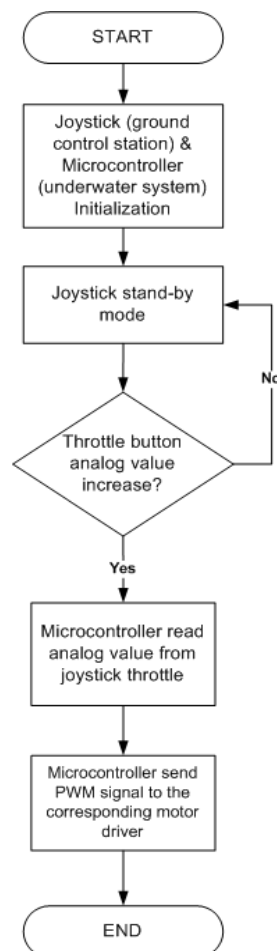 START
Joystick (ground
control station) &
Microcontroller
(underwater system)
Initialization
Joystick stand-by
mode
No
Throttle button
analog value
increase?
Yes
Microcontroller read
analog value from
joystick throttle
Microcontroller send
PWM signal to the
corresponding motor
driver
END